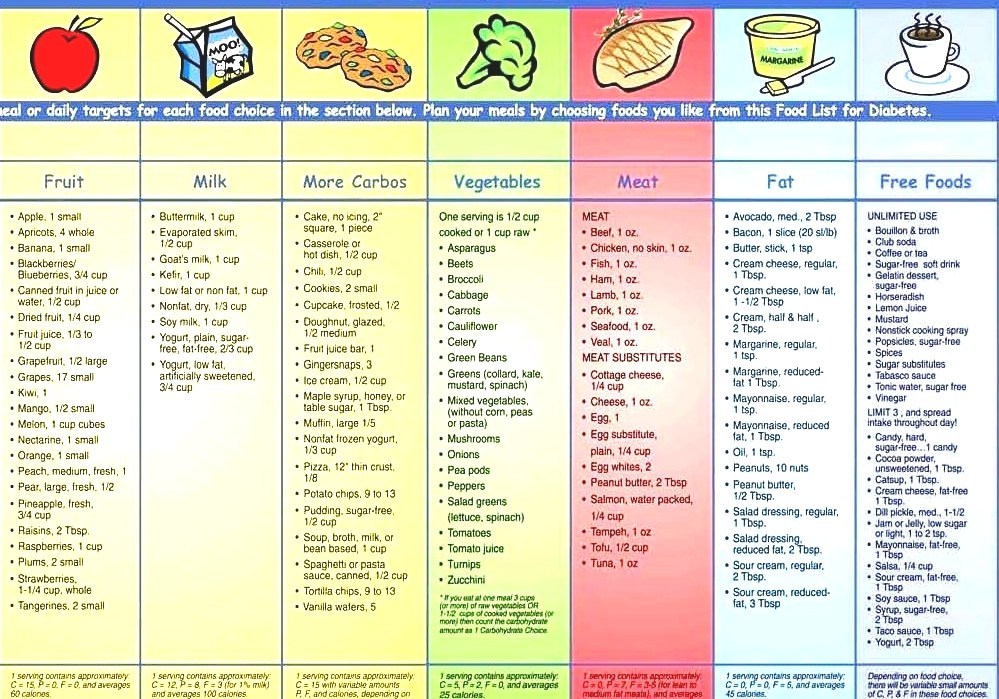 MOO!
MARGARINE
eal or daily targets for each food choice in the section below. Plan your meals by choosing foods you like from this Food List for Diabetes.
Fruit
• Apple, 1 small
• Apricots, 4 whole
• Banana, 1 small
• Blackberries/
Blueberries, 3/4 cup
• Canned fruit in juice or
water, 1/2 cup
• Dried fruit, 1/4 cup
• Fruit juice, 1/3 to
1/2 cup
• Grapefruit, 1/2 large
• Grapes, 17 small
• Kiwi, 1
• Mango, 1/2 small
• Melon, 1 cup cubes
• Nectarine, 1 small
• Orange, 1 small
• Peach, medium, fresh, 1
• Pear, large, fresh, 1/2
• Pineapple, fresh,
3/4 cup
• Raisins, 2 Tbsp.
• Raspberries, 1 cup
• Plums, 2 small
• Strawberries,
1-1/4 cup, whole
• Tangerines, 2 small
1 serving contains approximately:
C = 15, P = 0, F = 0, and averages
60 calories.
Milk
• Buttermilk, 1 cup
• Evaporated skim,
1/2 cup
• Goat's milk, 1 cup
• Kefir, 1 cup
• Low fat or non fat, 1 cup
• Nonfat, dry, 1/3 cup
• Soy milk, 1 cup
• Yogurt, plain, sugar-
free, fat-free, 2/3 cup
• Yogurt, low fat,
artificially sweetened,
3/4 cup
1 serving contains approximately:
C = 12, P = 8, F = 3 (for 1% milk)
and averages 100 calories.
More Carbos
• Cake, no icing, 2"
square, 1 piece
• Casserole or
hot dish, 1/2 cup
• Chili, 1/2 cup
• Cookies, 2 small
• Cupcake, frosted, 1/2
• Doughnut, glazed,
1/2 medium
• Fruit juice bar, 1
• Gingersnaps, 3
• Ice cream, 1/2 cup
• Maple syrup, honey, or
table sugar, 1 Tbsp.
• Muffin, large 1/5
• Nonfat frozen yogurt,
1/3 cup
• Pizza, 12" thin crust,
1/8
• Potato chips, 9 to 13
• Pudding, sugar-free,
1/2 cup
• Soup, broth, milk, or
bean based, 1 cup
• Spaghetti or pasta
sauce, canned, 1/2 cup
• Tortilla chips, 9 to 13
• Vanilla wafers, 5
1 serving contains approximately:
C = 15 with variable amounts
P, F, and calories, depending on
Vegetables
One serving is 1/2 cup
cooked or 1 cup raw *
• Asparagus
• Beets
• Broccoli
• Cabbage
• Carrots
• Cauliflower
• Celery
• Green Beans
• Greens (collard, kale,
mustard, spinach)
• Mixed vegetables,
(without corn, peas
or pasta)
• Mushrooms
• Onions
• Pea pods
• Peppers
• Salad greens
(lettuce, spinach)
• Tomatoes
• Tomato juice
• Turnips
• Zucchini
* If you eat at one meal 3 cups
(or more) of raw vegetables OR
1-1/2 cups of cooked vegetables (or
more) then count the carbohydrate
amount as 1 Carbohydrate Choice.
1 serving contains approximately:
C = 5, P = 2, F = 0, and averages
25 calories.
Meat
MEAT
• Beef, 1 oz.
• Chicken, no skin, 1 oz.
• Fish, 1 oz.
• Ham, 1 oz.
• Lamb, 1 oz.
• Pork, 1 oz.
• Seafood, 1 oz.
• Veal, 1 oz.
MEAT SUBSTITUTES
• Cottage cheese,
1/4 cup
• Cheese, 1 oz.
• Egg, 1
• Egg substitute,
plain, 1/4 cup
• Egg whites, 2
• Peanut butter, 2 Tbsp
• Salmon, water packed,
1/4 cup
• Tempeh, 1 oz
• Tofu, 1/2 cup
• Tuna, 1 oz
1 serving contains approximately:
C = 0, P = 7, F = 3-5 (for lean to
medium fat meats), and averages
Fat
• Avocado, med., 2 Tbsp
• Bacon, 1 slice (20 sl/lb)
• Butter, stick, 1 tsp
• Cream cheese, regular,
1 Tbsp.
• Cream cheese, low fat,
1 -1/2 Tbsp
• Cream, half & half ,
2 Tbsp.
• Margarine, regular,
1 tsp.
• Margarine, reduced-
fat 1 Tbsp.
• Mayonnaise, regular,
1 tsp.
• Mayonnaise, reduced
fat, 1 Tbsp.
• Oil, 1 tsp.
• Peanuts, 10 nuts
• Peanut butter,
1/2 Tbsp.
• Salad dressing, regular,
1 Tbsp.
• Salad dressing,
reduced fat, 2 Tbsp.
• Sour cream, regular,
2 Tbsp.
• Sour cream, reduced-
fat, 3 Tbsp
1 serving contains approximately:
C = 0, P = 0, F = 5, and averages
45 calories.
Free Foods
UNLIMITED USE
• Bouillon & broth
• Club soda
• Coffee or tea
• Sugar-free soft drink
• Gelatin dessert,
sugar-free
• Horseradish
• Lemon Juice
• Mustard
• Nonstick cooking spray
• Popsicles, sugar-free
• Spices
• Sugar substitutes
• Tabasco sauce
• Tonic water, sugar free
• Vinegar
LIMIT 3 , and spread
intake throughout day!
• Candy, hard,
sugar-free...1 candy
• Cocoa powder,
unsweetened, 1 Tbsp.
• Catsup, 1 Tbsp.
• Cream cheese, fat-free
1 Tbsp.
• Dill pickle, med., 1-1/2
• Jam or Jelly, low sugar
or light, 1 to 2 tsp.
• Mayonnaise, fat-free,
1 Tbsp
• Salsa, 1/4 cup
• Sour cream, fat-free,
1 Tbsp
• Soy sauce, 1 Tbsp
• Syrup, sugar-free,
2 Tbsp
• Taco sauce, 1 Tbsp
• Yogurt, 2 Tbsp
Depending on food choice,
there will be variable small amounts
of C, P, & F in these food choices.